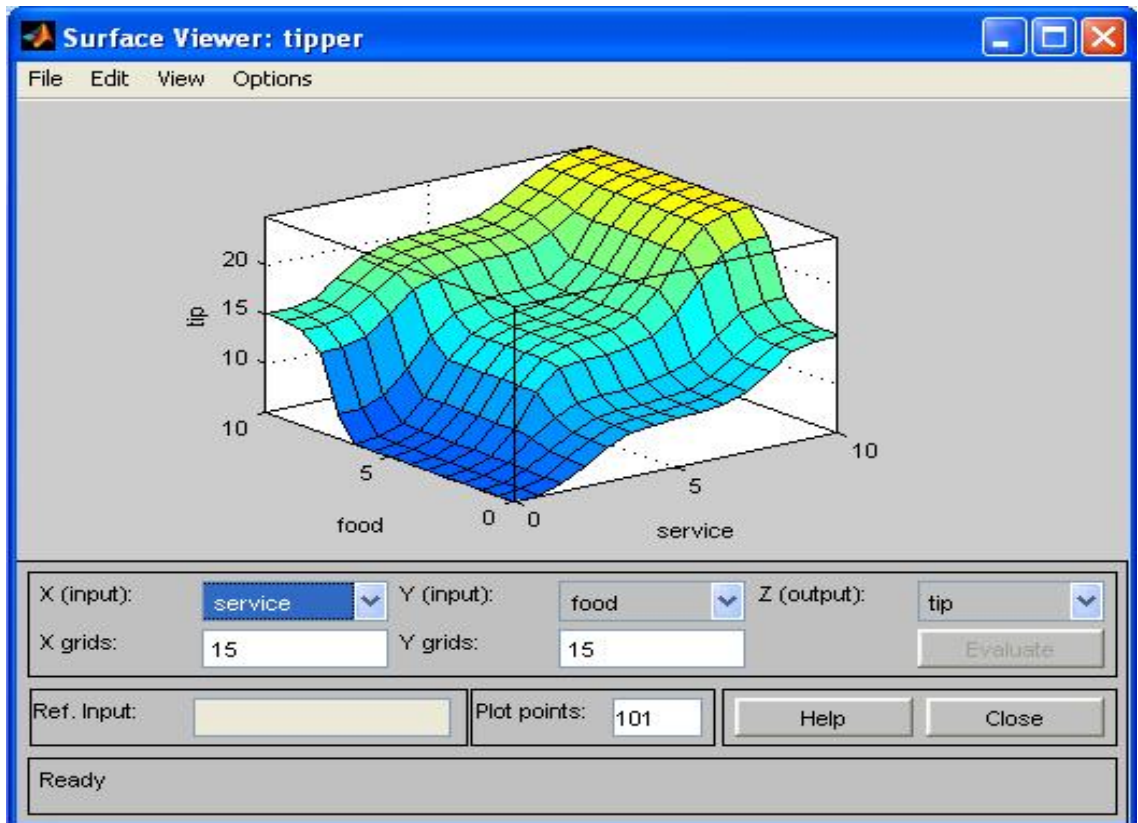 Surface Viewer: tipper
File Edit View Options
20
15
10
tip
10
5
0
food
0
5
10
service
X (input): service Y (input): food Z (output): tip
X grids: 15 Y grids: 15 Evaluate
Ref. Input: Plot points: 101 Help Close
Ready